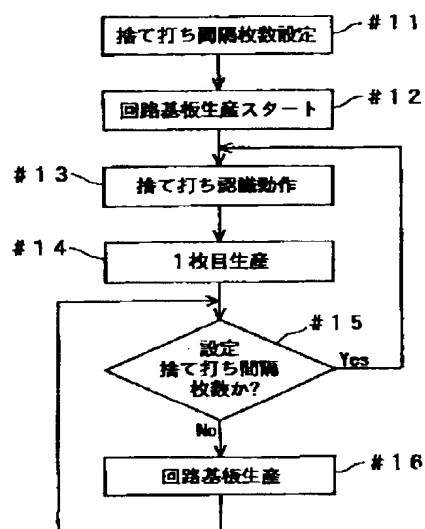 捨て打ち間隔枚数設定
#11
回路基板生産スタート
#12
#13
捨て打ち認識動作
#14
1枚目生産
#15
設定
捨て打ち間隔
枚数か?
Yes
No
回路基板生産
#16